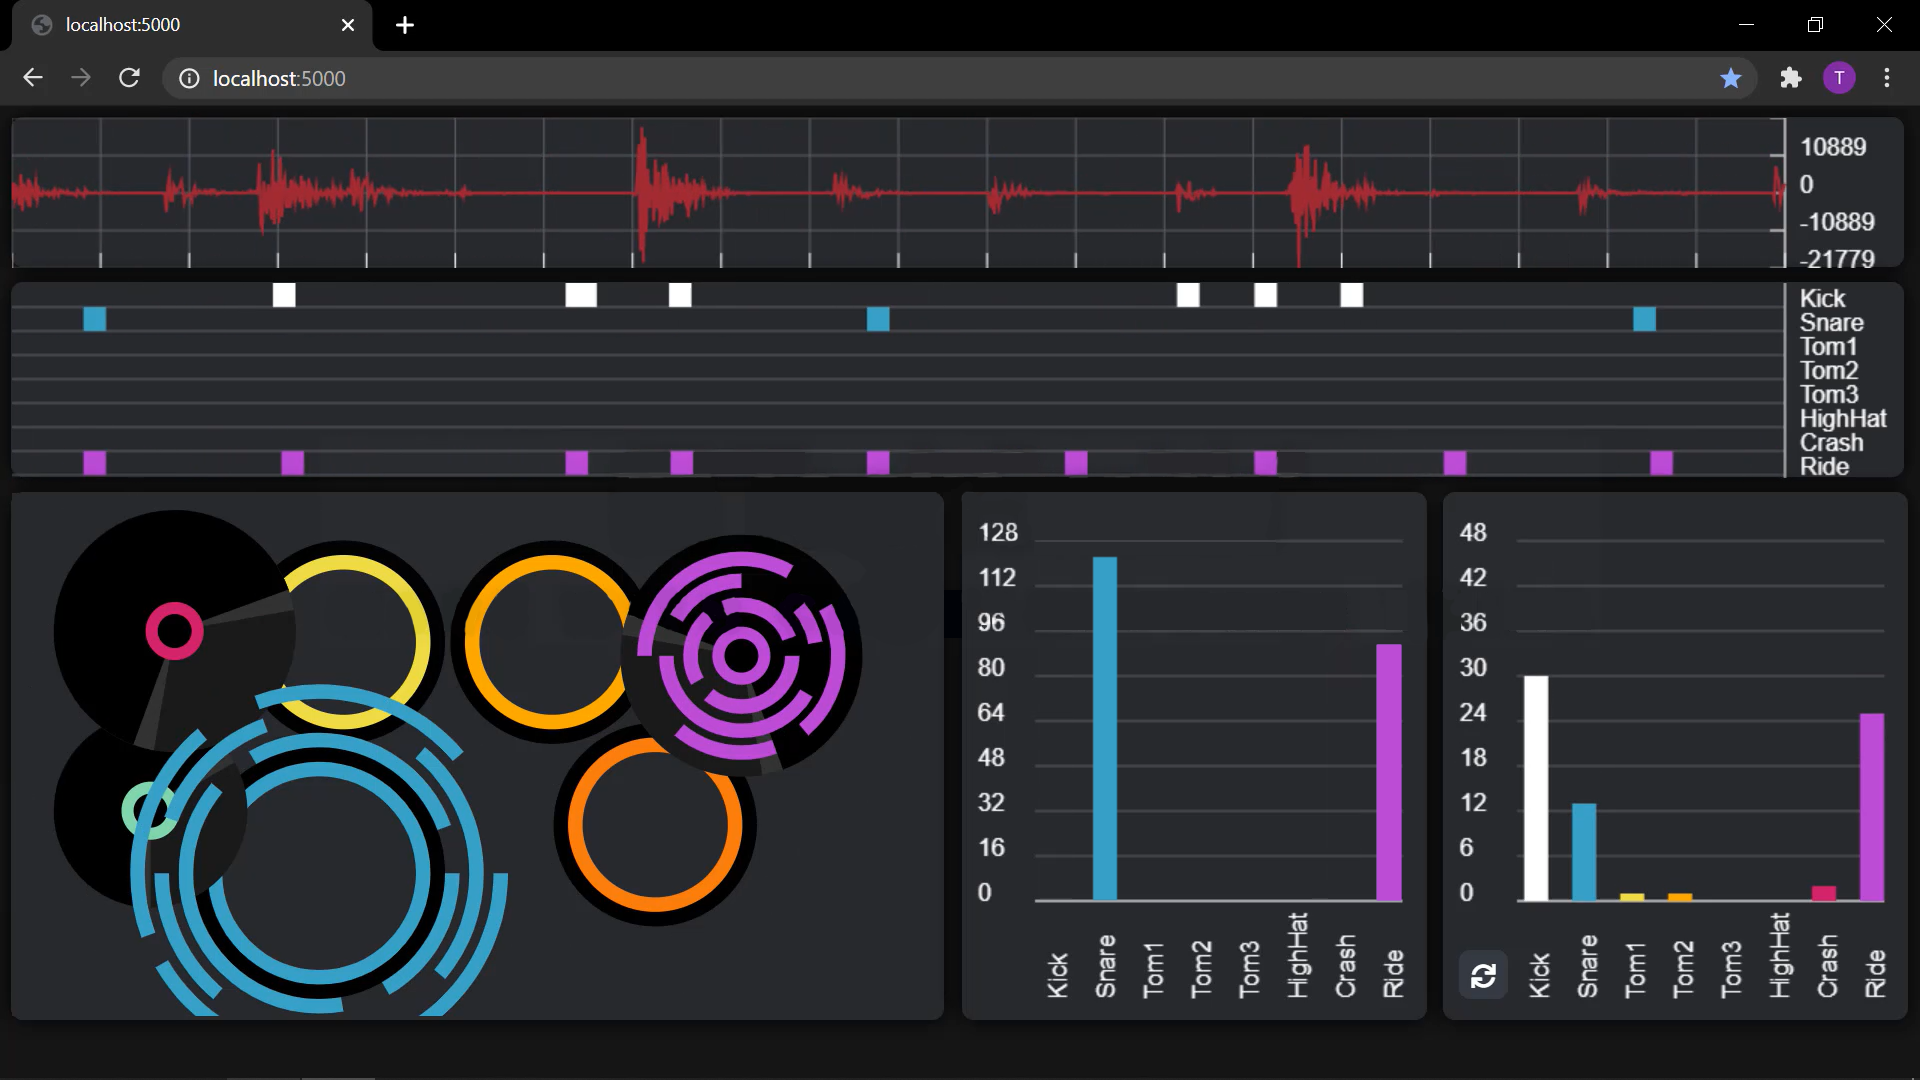 localhost:5000
localhost:5000
T
10889
0
-10889
-21779
Kick
Snare
Tom1
Tom2
Tom3
HighHat
Crash
Ride
128
112
96
80
64
48
32
16
0
Kick
Snare
Tom1
Tom2
Tom3
HighHat
Crash
Ride
48
42
36
30
24
18
12
6
0
Kick
Snare
Tom1
Tom2
Tom3
HighHat
Crash
Ride